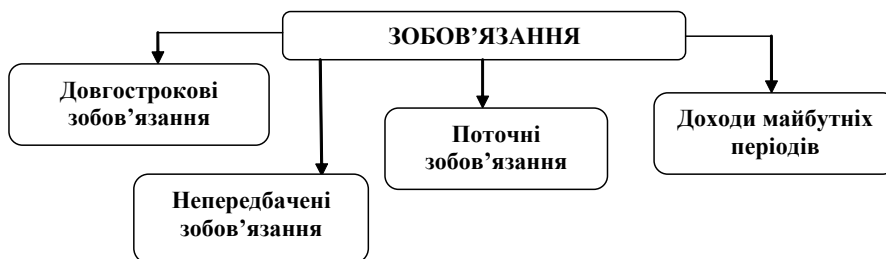 ЗОБОВ’ЯЗАННЯ
Довгострокові
зобов’язання
Непередбачені
зобов’язання
Поточні
зобов’язання
Доходи майбутніх
періодів